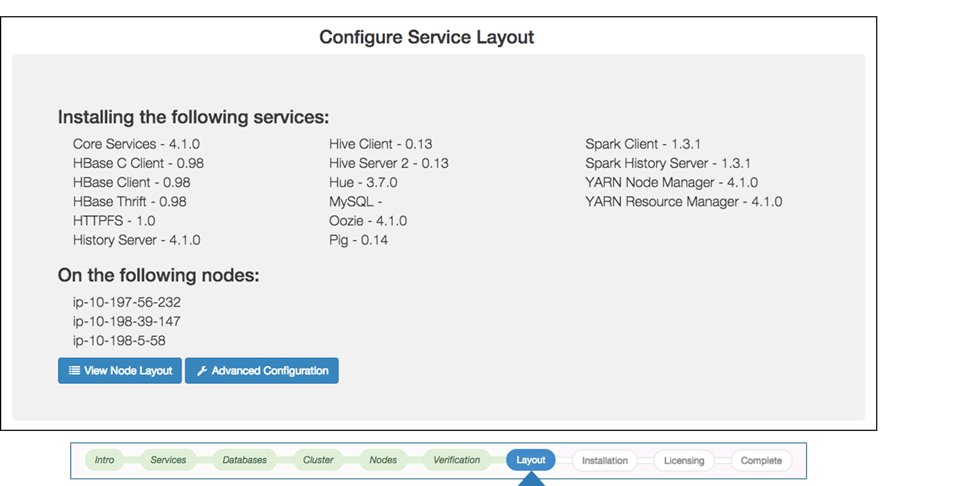 Configure Service Layout
Installing the following services:
Core Services - 4.1.0
HBase C Client - 0.98
HBase Client - 0.98
HBase Thrift - 0.98
HTTPFS - 1.0
History Server - 4.1.0
Hive Client - 0.13
Hive Server 2 - 0.13
Hue - 3.7.0
MySQL -
Oozie - 4.1.0
Pig - 0.14
Spark Client - 1.3.1
Spark History Server - 1.3.1
YARN Node Manager - 4.1.0
YARN Resource Manager - 4.1.0
On the following nodes:
ip-10-197-56-232
ip-10-198-39-147
ip-10-198-5-58
View Node Layout Advanced Configuration
Intro Services Databases Cluster Nodes Verification Layout Installation Licensing Complete